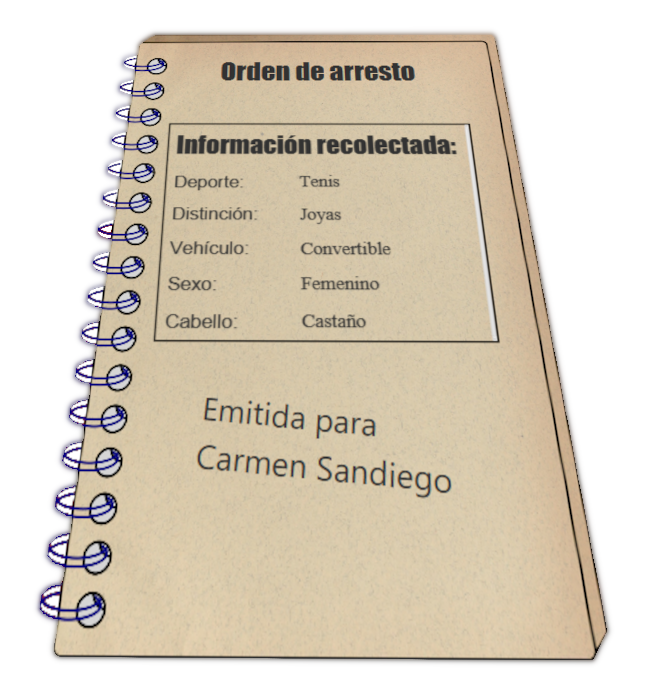 Orden de arresto
Información recolectada:
Deporte: Tenis
Distinción: Joyas
Vehículo: Convertible
Sexo: Femenino
Cabello: Castaño
Emitida para
Carmen Sandiego